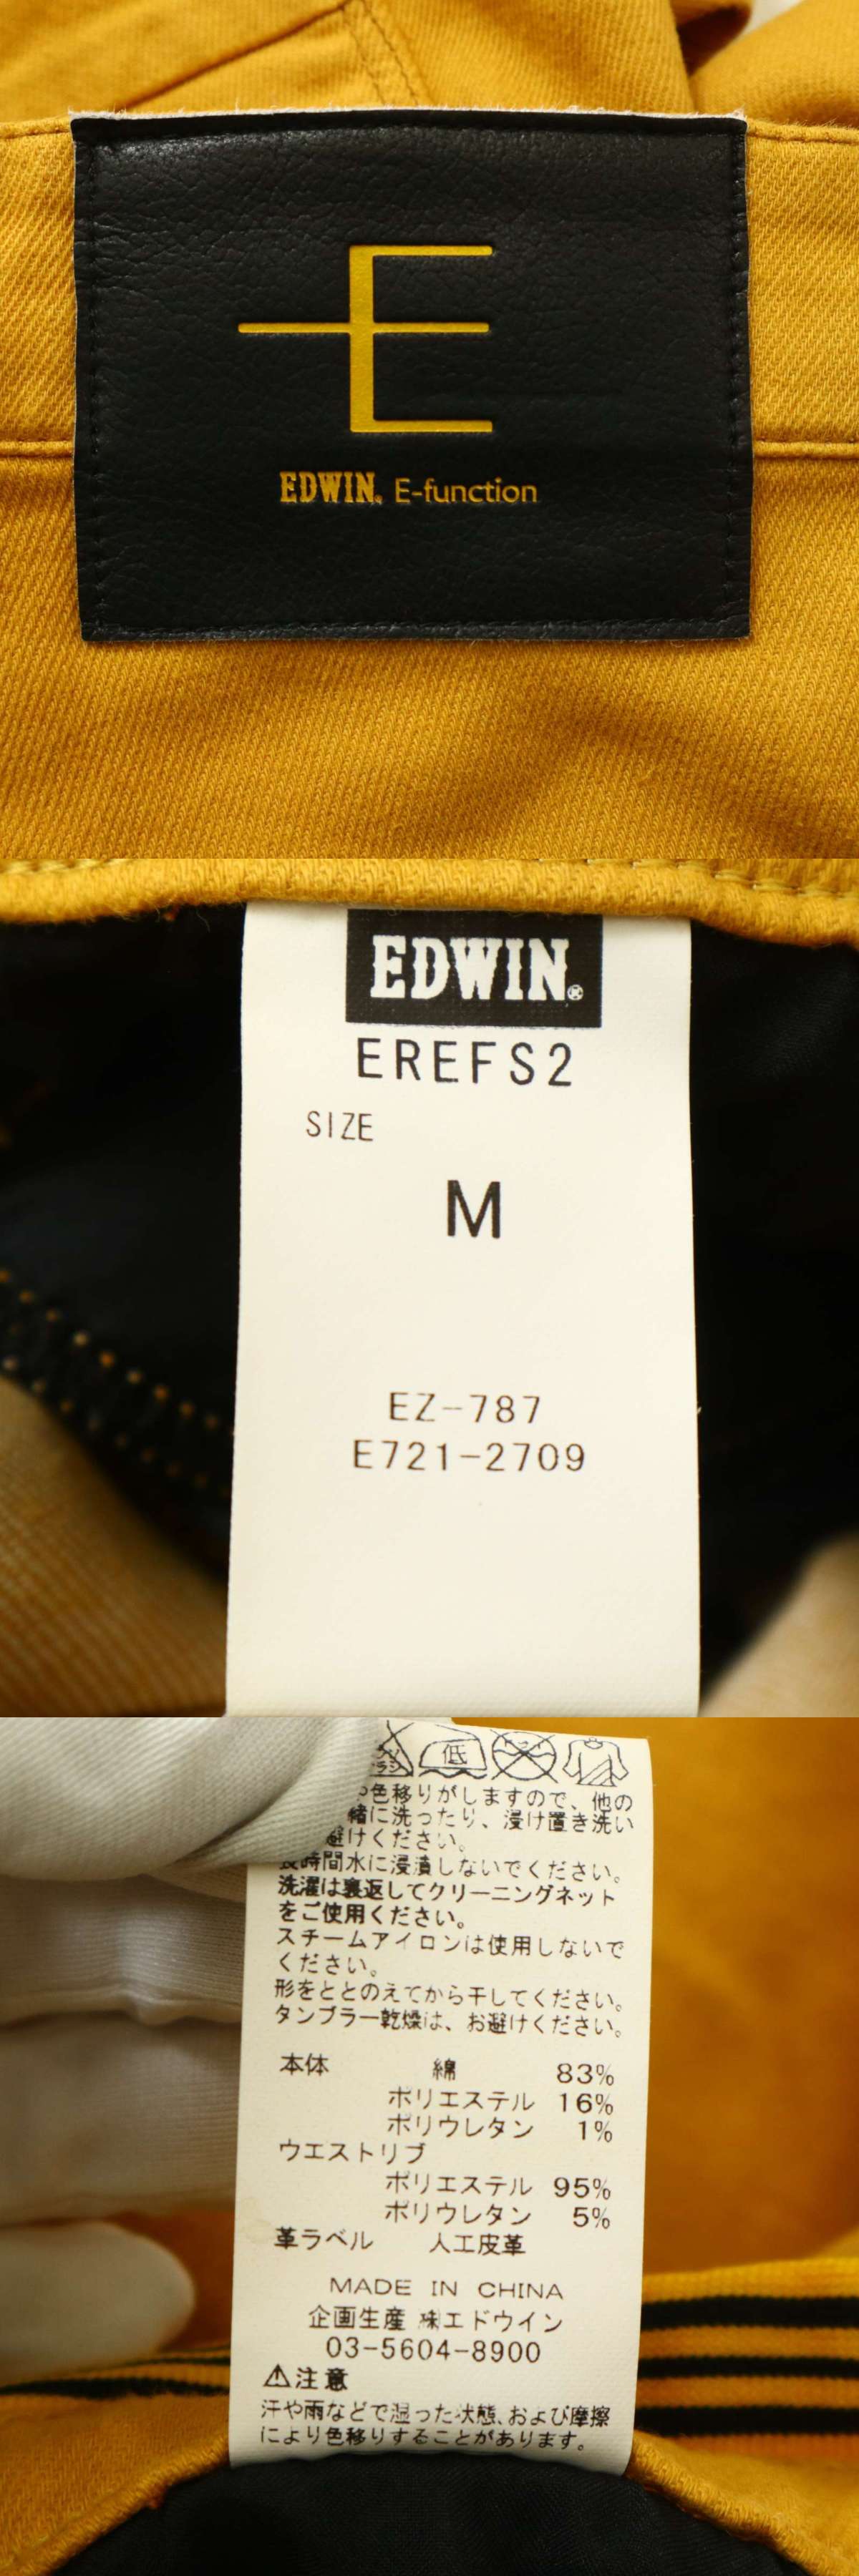 E
EDWIN. E-function
EDWIN®
EREFS2
SIZE
M
EZ-787
E721-2709
低
色移りがしますので、他の
緒に洗ったり、浸け置き洗い
避けください。
長時間水に浸漬しないでください。
洗濯は裏返してクリーニングネット
をご使用ください。
スチームアイロンは使用しないで
ください。
形をととのえてから干してください。
タンブラー乾燥は、お避けください。
本体 綿 83%
ポリエステル 16%
ポリウレタン 1%
ウエストリブ
ポリエステル 95%
ポリウレタン 5%
革ラベル 人工皮革
MADE IN CHINA
企画生産 ㈱エドウイン
03-5604-8900
⚠注意
汗や雨などで湿った状態、および摩擦
により色移りすることがあります。